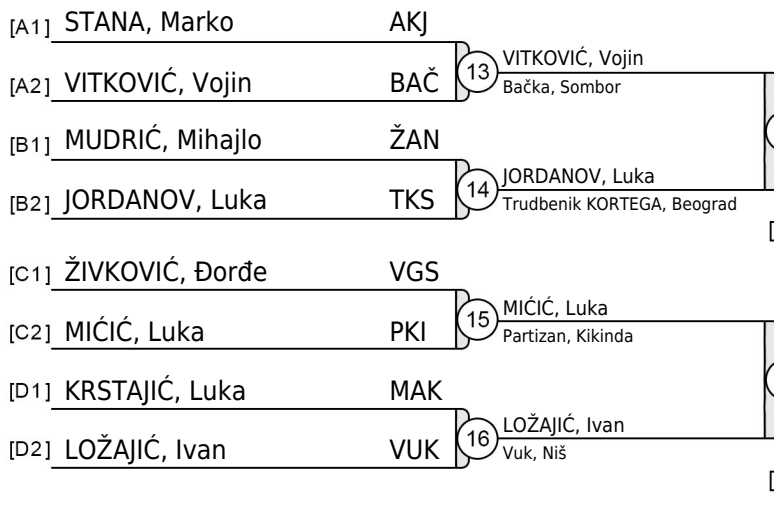 [A1] STANA, Marko AKJ
13 VITKOVIĆ, Vojin
Bačka, Sombor
[A2] VITKOVIĆ, Vojin BAČ
[B1] MUDRIĆ, Mihajlo ŽAN
14 JORDANOV, Luka
Trudbenik KORTEGA, Beograd
[B2] JORDANOV, Luka TKS
[C1] ŽIVKOVIĆ, Đorđe VGS
15 MIĆIĆ, Luka
Partizan, Kikinda
[C2] MIĆIĆ, Luka PKI
[D1] KRSTAJIĆ, Luka MAK
16 LOŽAJIĆ, Ivan
Vuk, Niš
[D2] LOŽAJIĆ, Ivan VUK